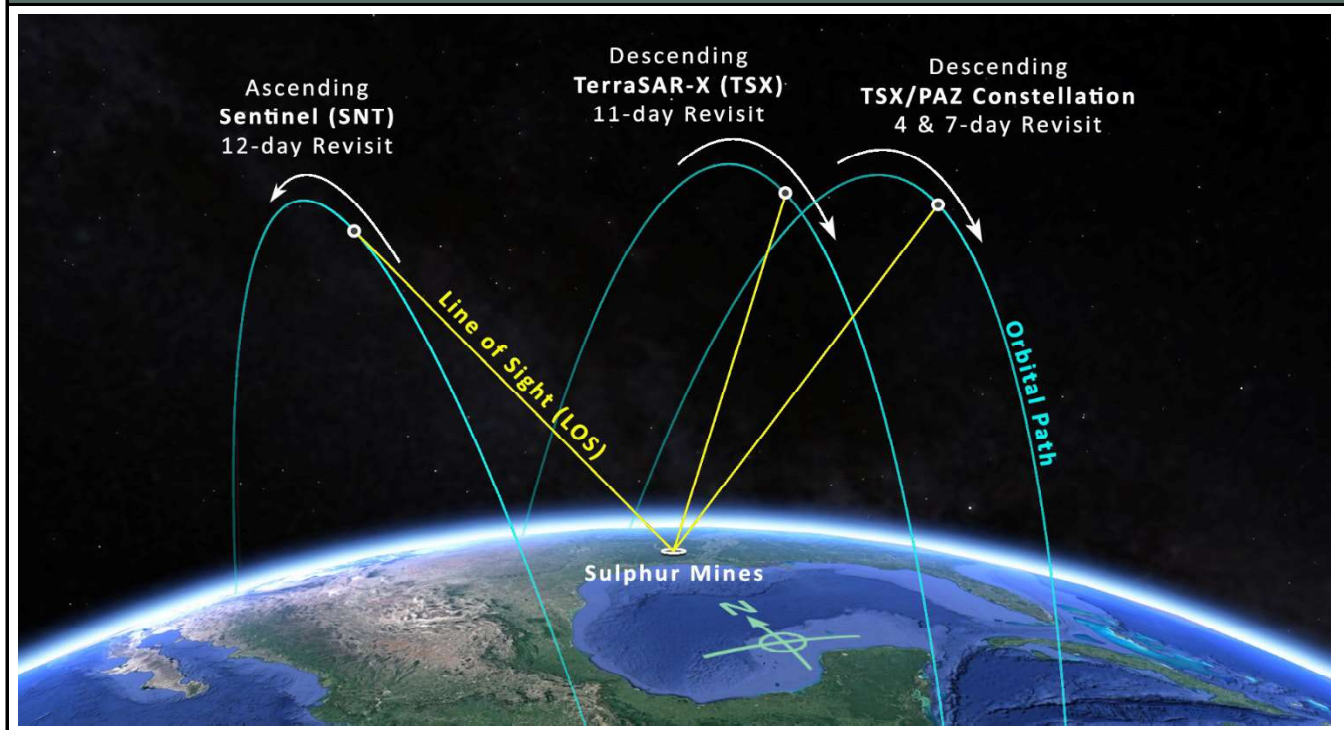 Ascending
Sentinel (SNT)
12-day Revisit
Descending
TerraSAR-X (TSX)
11-day Revisit
Descending
TSX/PAZ Constellation
4 & 7-day Revisit
Line of Sight (LOS)
Orbital Path
Sulphur Mines
N